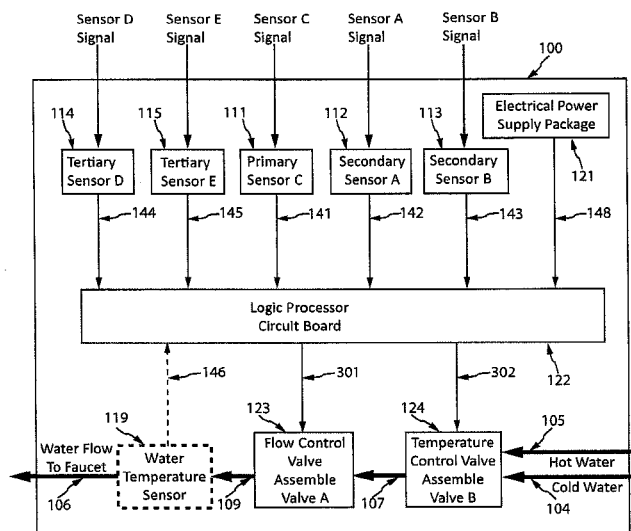 Sensor D
Signal
Sensor E
Signal
Sensor C
Signal
Sensor A
Signal
Sensor B
Signal
100
114
115
111
112
113
Electrical Power
Supply Package
121
Tertiary
Sensor D
Tertiary
Sensor E
Primary
Sensor C
Secondary
Sensor A
Secondary
Sensor B
144
145
141
142
143
148
Logic Processor
Circuit Board
122
146
301
302
119
123
124
Water Flow
To Faucet
106
Water
Temperature
Sensor
109
Flow Control
Valve
Assemble
Valve A
107
Temperature
Control Valve
Assemble
Valve B
105
Hot Water
Cold Water
104